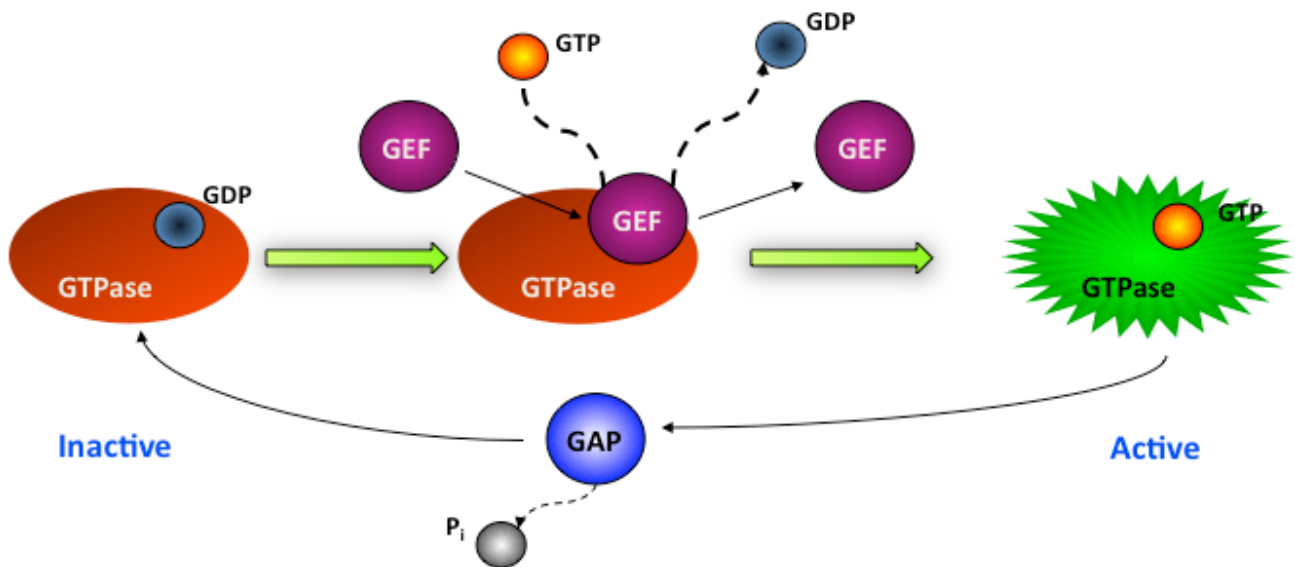 GTP
GDP
GEF
GEF
GDP
GEF
GTP
GTPase
GTPase
GTPase
GAP
Inactive
Active
Pi